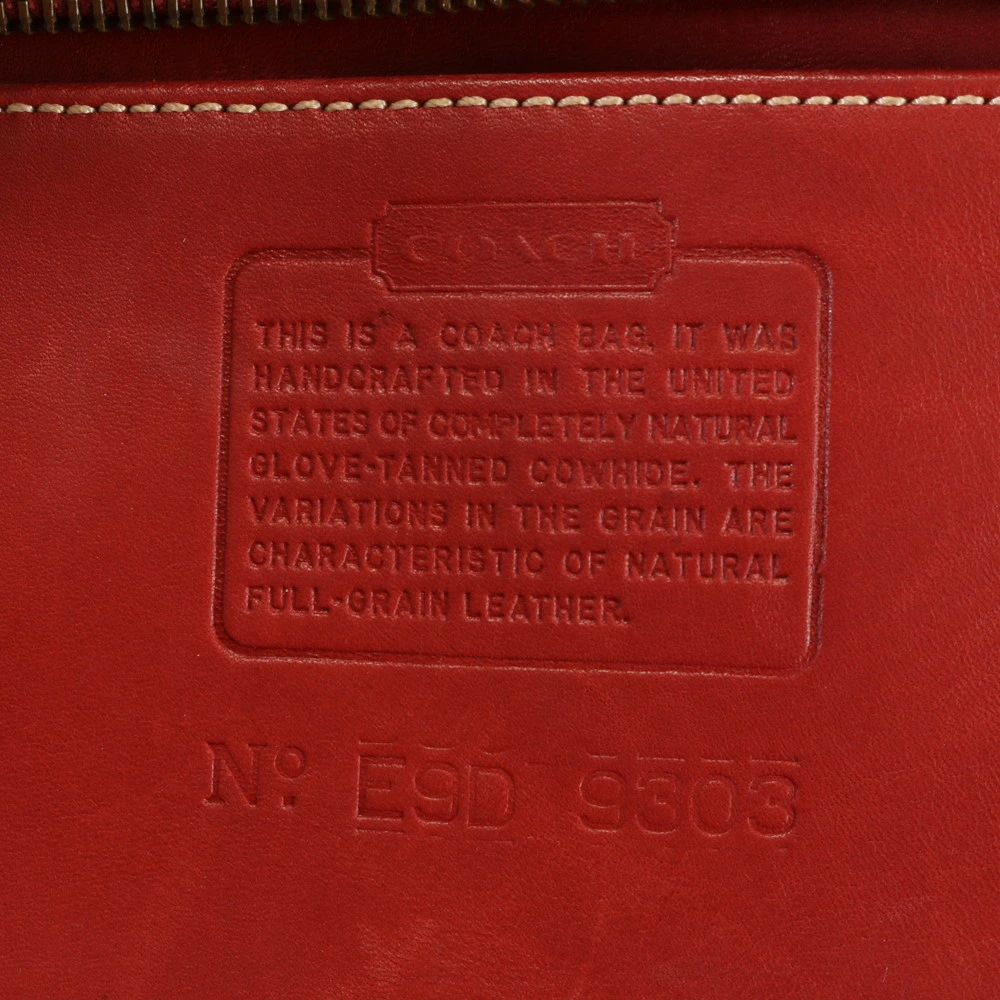 COACH
THIS IS A COACH BAG. IT WAS
HANDCRAFTED IN THE UNITED
STATES OF COMPLETELY NATURAL
GLOVE-TANNED COWHIDE. THE
VARIATIONS IN THE GRAIN ARE
CHARACTERISTIC OF NATURAL
FULL-GRAIN LEATHER.
Nº E9D 9303